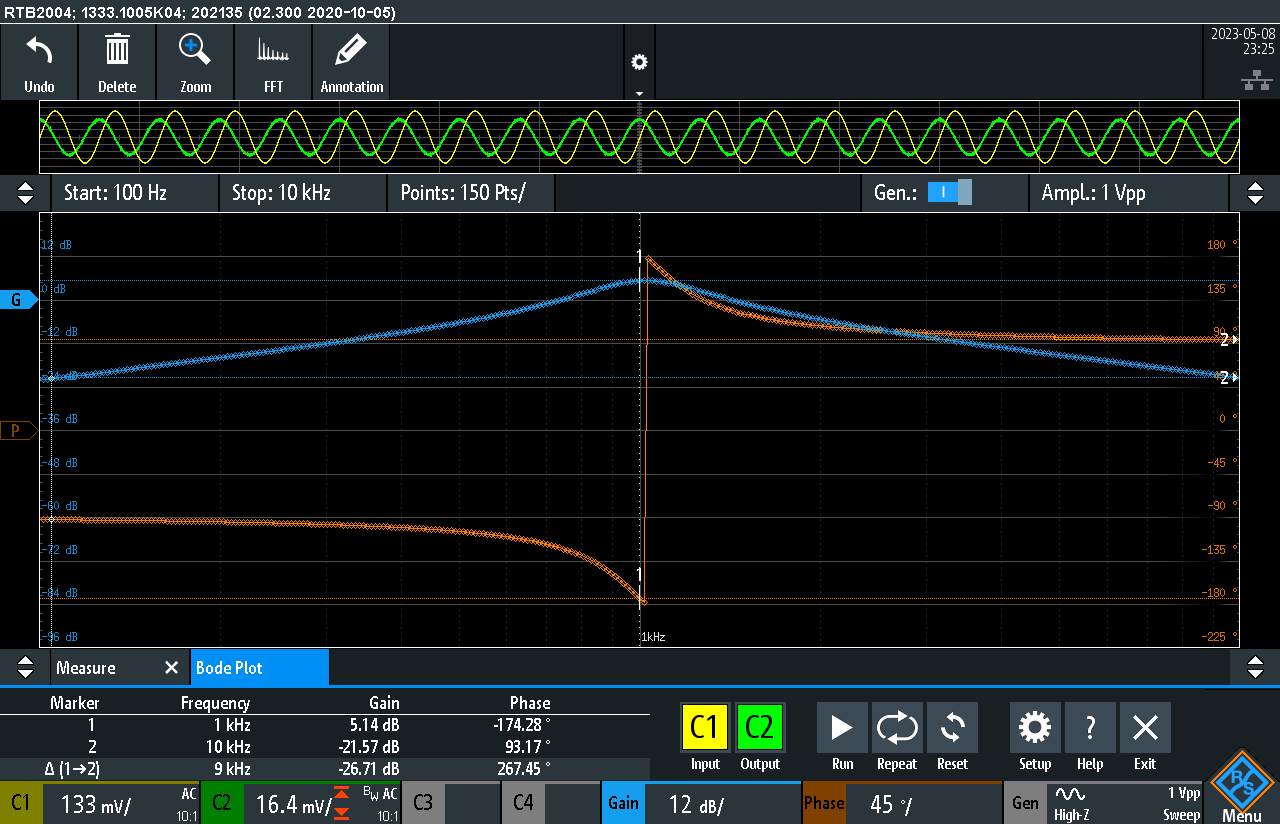 RTB2004; 1333.1005K04; 202135 (02.300 2020-10-05)
2023-05-08
23:25
Undo Delete Zoom FFT Annotation
Start: 100 Hz Stop: 10 kHz Points: 150 Pts/ Gen.: I Ampl.: 1 Vpp
12 dB 180 °
G 0 dB 135 °
-12 dB 90 °
-24 dB
-36 dB 0 °
P
-48 dB -45 °
-60 dB -90 °
-72 dB -135 °
-84 dB -180 °
-96 dB -225 °
1
2
2
1
1kHz
Measure Bode Plot
Marker Frequency Gain Phase
1 1 kHz 5.14 dB -174.28 °
2 10 kHz -21.57 dB 93.17 °
Δ (1→2) 9 kHz -26.71 dB 267.45 °
C1 C2
Input Output Run Repeat Reset Setup ? Help Exit
C1 133 mV/ AC 10:1 C2 16.4 mV/ BW AC 10:1 C3 C4 Gain 12 dB/ Phase 45 °/ Gen High-Z 1 Vpp Sweep R&S Menu